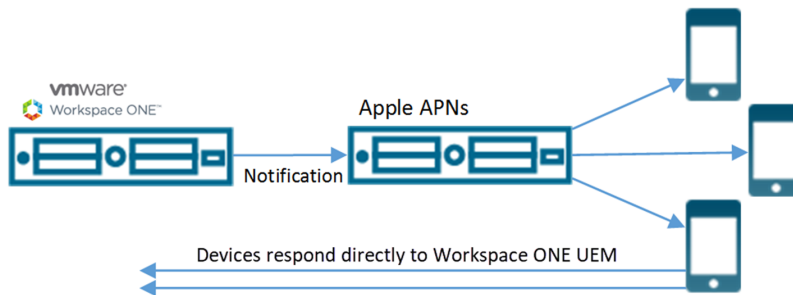 vmware
Workspace ONE™
Apple APNs
Notification
Devices respond directly to Workspace ONE UEM